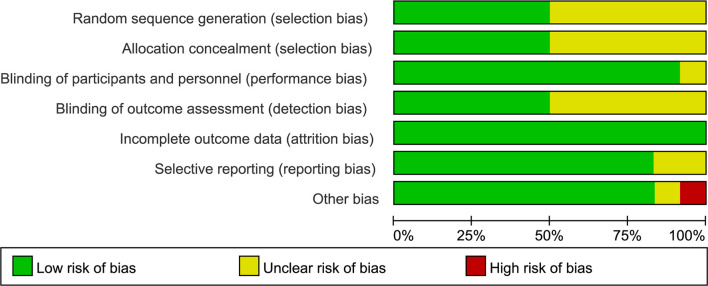 Random sequence generation (selection bias)
Allocation concealment (selection bias)
Blinding of participants and personnel (performance bias)
Blinding of outcome assessment (detection bias)
Incomplete outcome data (attrition bias)
Selective reporting (reporting bias)
Other bias
0% 25% 50% 75% 100%
Low risk of bias Unclear risk of bias High risk of bias